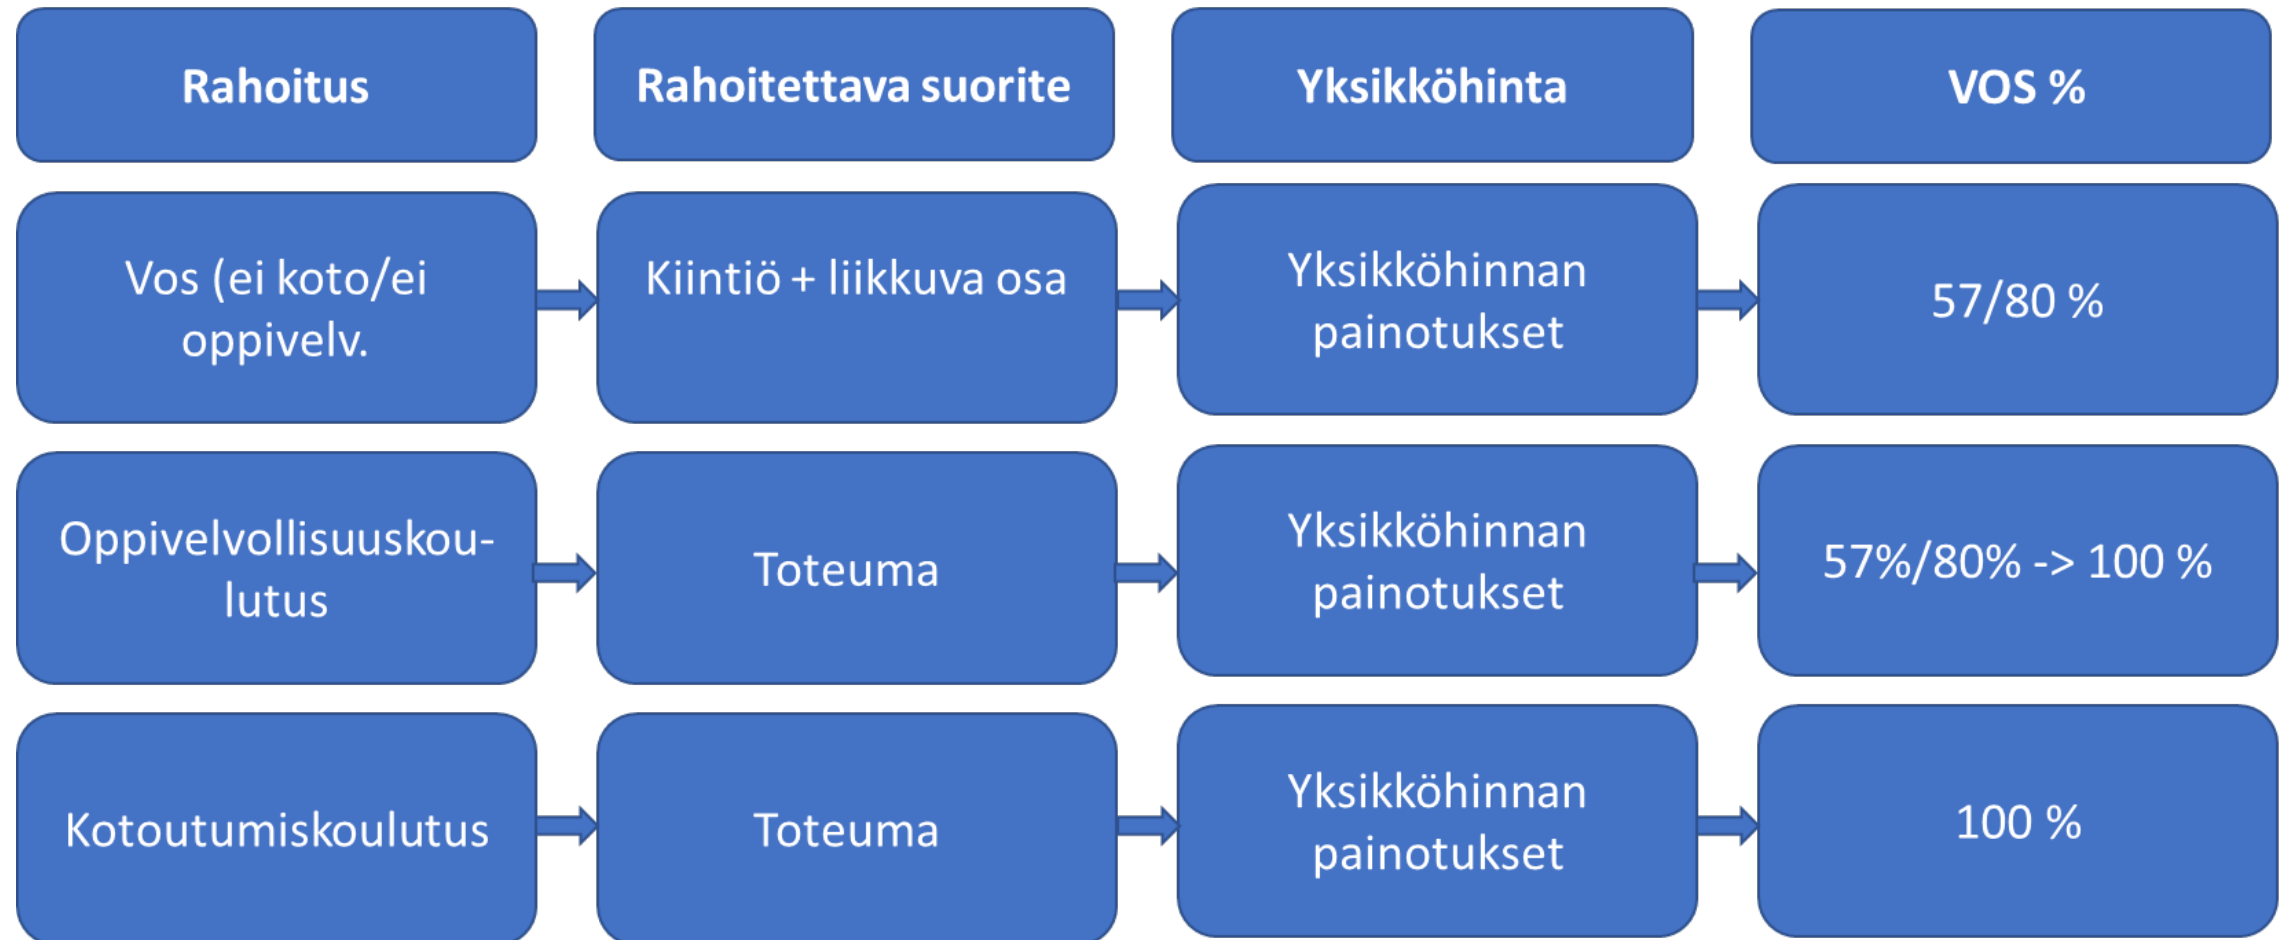 Rahoitus
Rahoitettava suorite
Yksikköhinta
VOS %
Vos (ei koto/ei
oppivelv.
Kiintiö + liikkuva osa
Yksikköhinnan
painotukset
57/80 %
Oppivelvollisuuskou-
lutus
Toteuma
Yksikköhinnan
painotukset
57%/80% -> 100 %
Kotoutumiskoulutus
Toteuma
Yksikköhinnan
painotukset
100 %